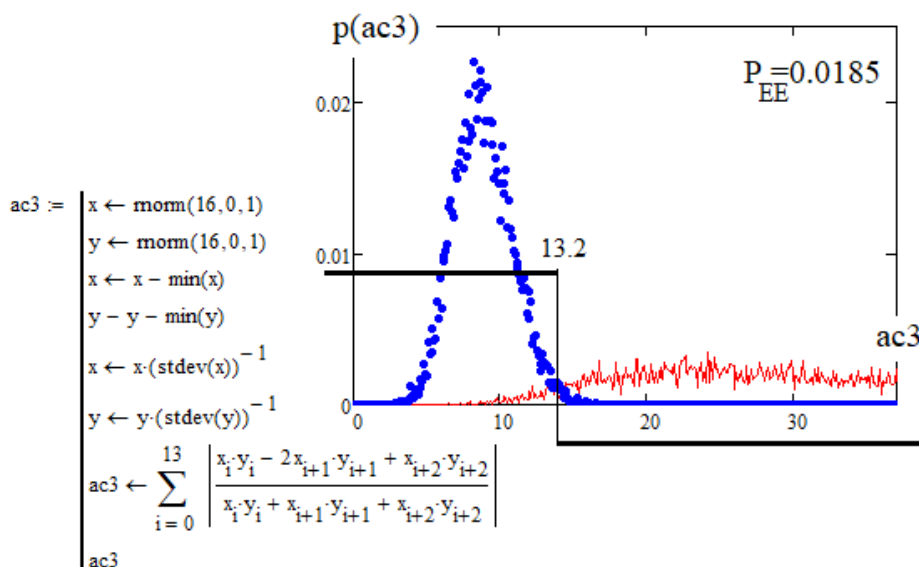 p(ac3)
P_EE=0.0185
0.02
ac3 := x ← rnorm(16,0,1)
y ← rnorm(16,0,1)
0.01
13.2
x ← x − min(x)
y − y − min(y)
ac3
x ← x·(stdev(x))^−1
y ← y·(stdev(y))^−1
0
0 10 20 30
ac3 ← ∑_{i = 0}^{13} |(x_i·y_i − 2x_{i+1}·y_{i+1} + x_{i+2}·y_{i+2}) / (x_i·y_i + x_{i+1}·y_{i+1} + x_{i+2}·y_{i+2})|
ac3